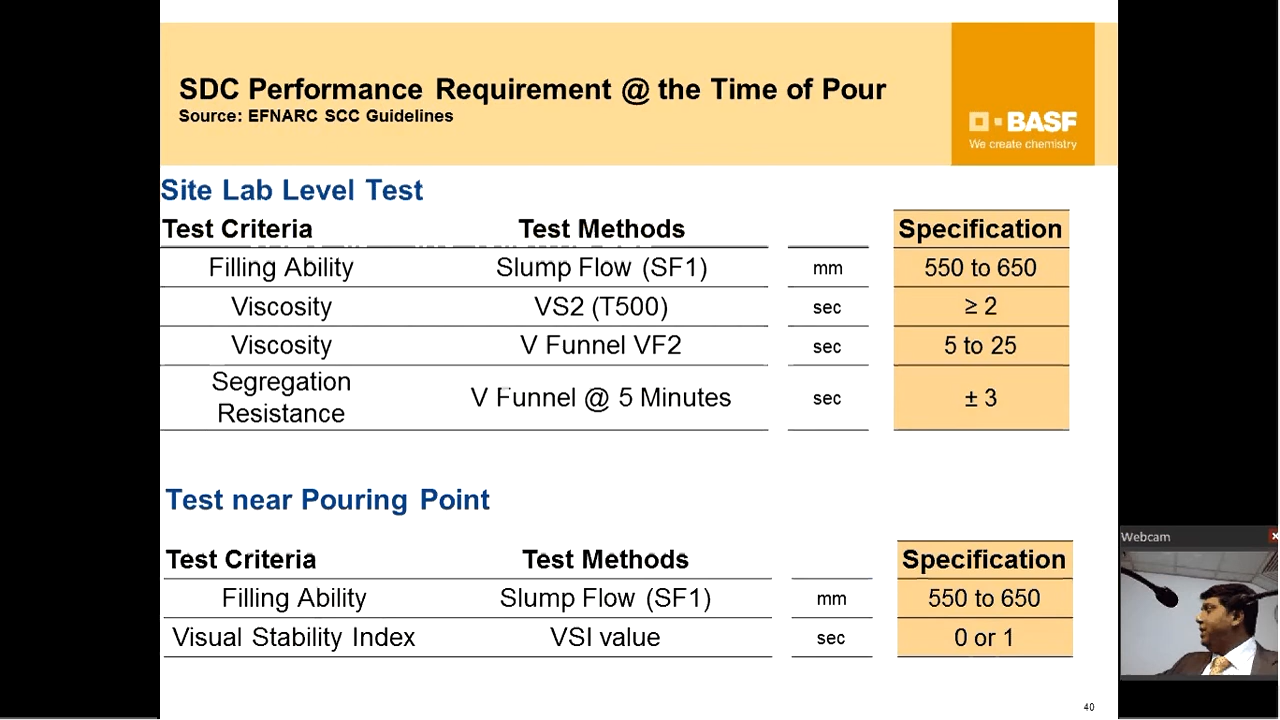 SDC Performance Requirement @ the Time of Pour
Source: EFNARC SCC Guidelines
BASF
We create chemistry
Site Lab Level Test
Test Criteria Test Methods Specification
Filling Ability Slump Flow (SF1) mm 550 to 650
Viscosity VS2 (T500) sec ≥ 2
Viscosity V Funnel VF2 sec 5 to 25
Segregation
Resistance V Funnel @ 5 Minutes sec ± 3
Test near Pouring Point
Test Criteria Test Methods Specification
Filling Ability Slump Flow (SF1) mm 550 to 650
Visual Stability Index VSI value sec 0 or 1
Webcam
40